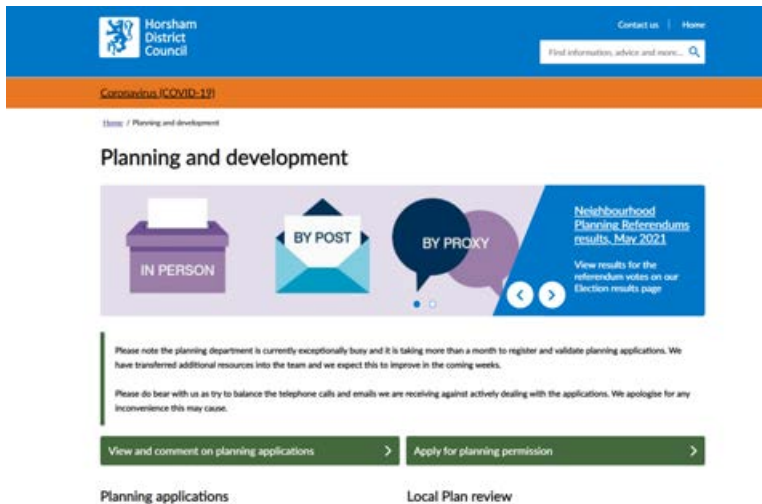 Horsham
District
Council
Contact us | Home
Find information, advice and more...
Coronavirus (COVID-19)
Home / Planning and development
Planning and development
IN PERSON
BY POST
BY PROXY
Neighbourhood
Planning Referendums
results, May 2021
View results for the
referendum votes on our
Election results page
Please note the planning department is currently exceptionally busy and it is taking more than a month to register and validate planning applications. We
have transferred additional resources into the team and we expect this to improve in the coming weeks.
Please do bear with us as try to balance the telephone calls and emails we are receiving against actively dealing with the applications. We apologise for any
inconvenience this may cause.
View and comment on planning applications
Apply for planning permission
Planning applications
Local Plan review